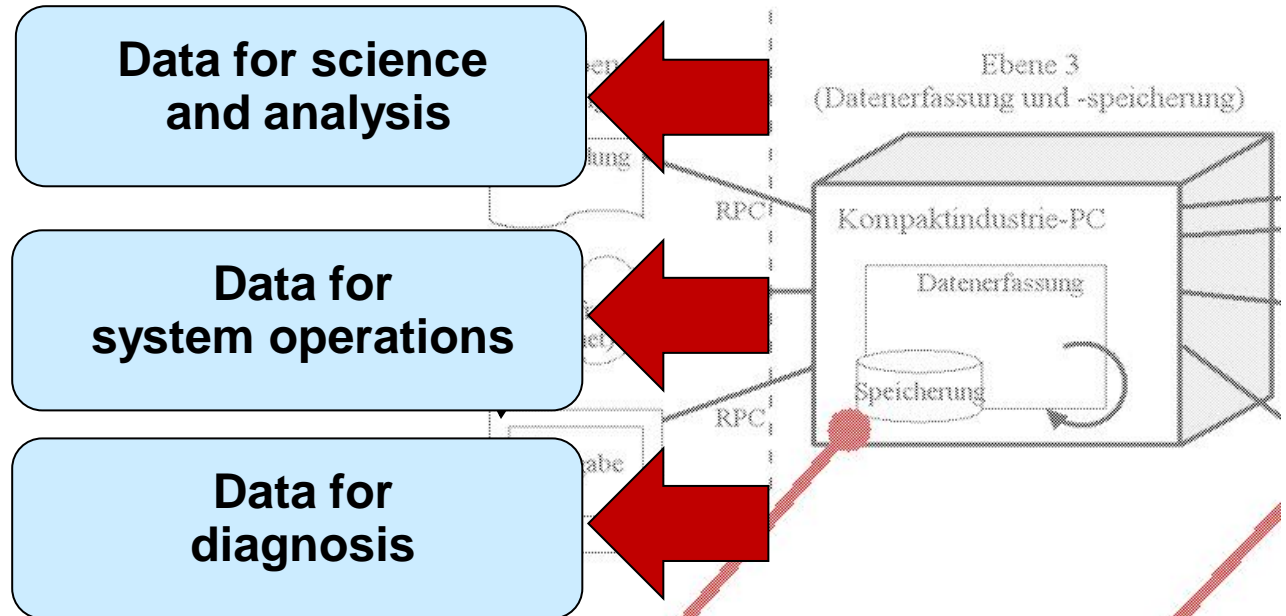 Data for science
and analysis
Data for
system operations
Data for
diagnosis
Ebene 3
(Datenerfassung und -speicherung)
RPC
Kompaktindustrie-PC
Datenerfassung
Speicherung
RPC